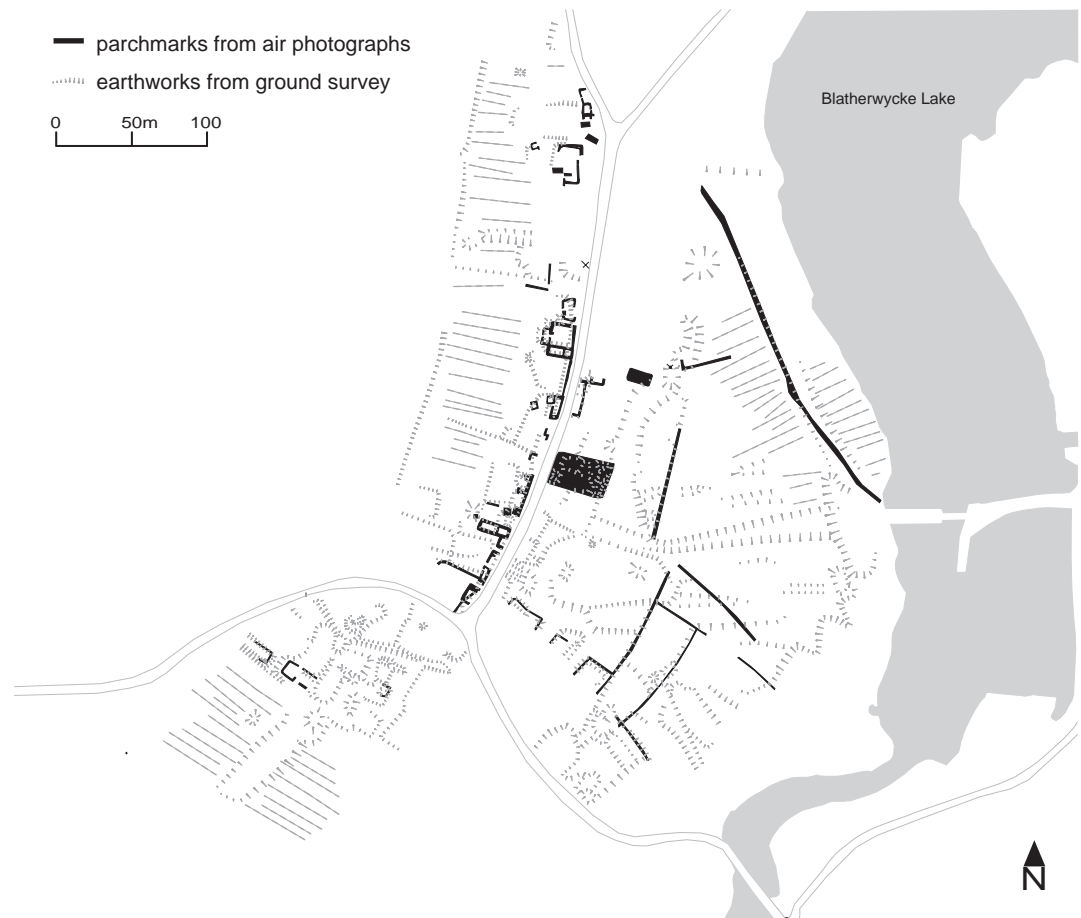 parchmarks from air photographs
earthworks from ground survey
0 50m 100
Blatherwycke Lake
N